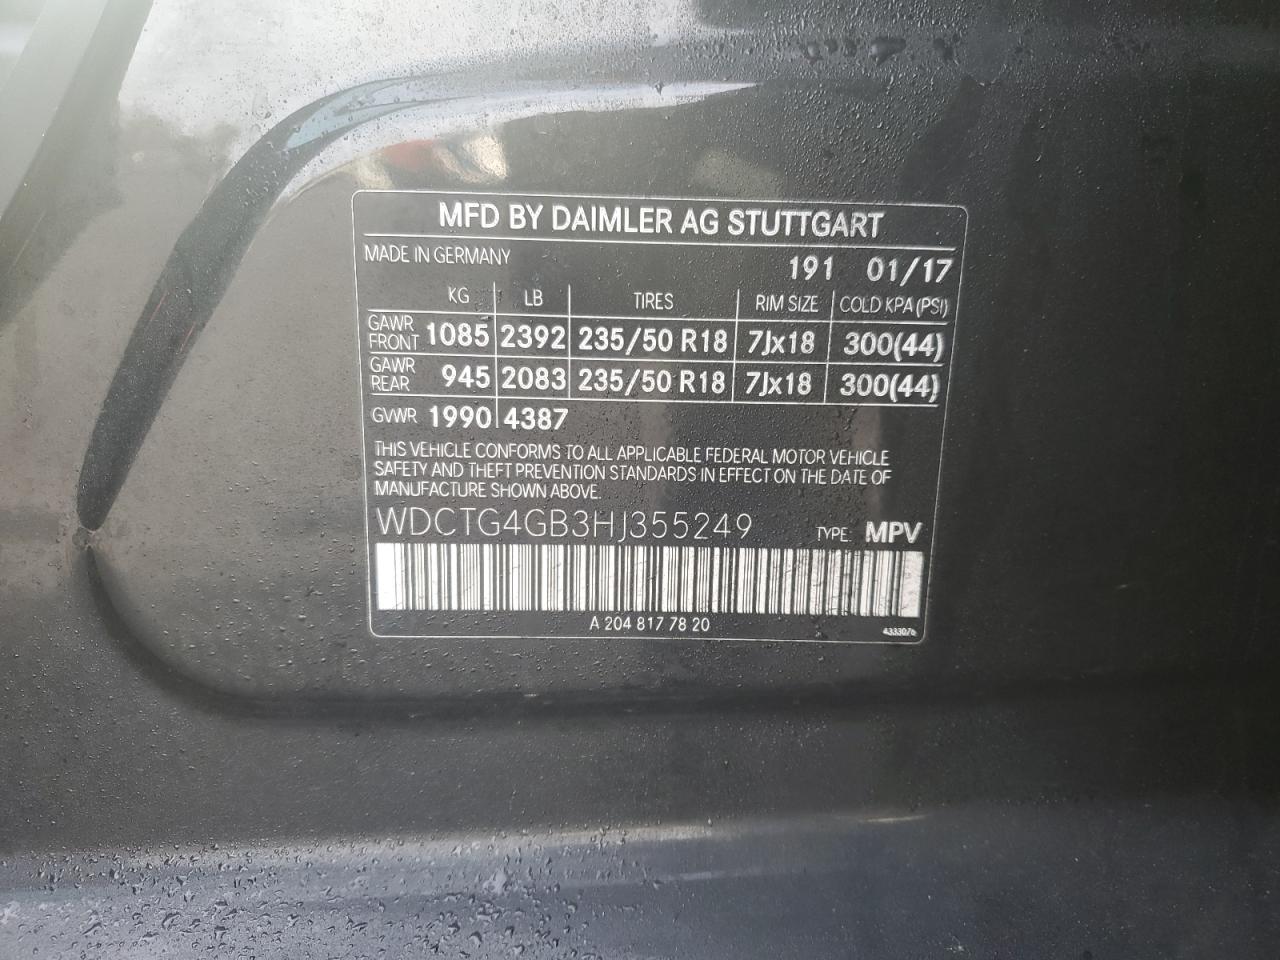 MFD BY DAIMLER AG STUTTGART
MADE IN GERMANY 191 01/17
KG LB TIRES RIM SIZE COLD KPA (PSI)
GAWR FRONT 1085 2392 235/50 R18 7Jx18 300(44)
GAWR REAR 945 2083 235/50 R18 7Jx18 300(44)
GVWR 1990 4387
THIS VEHICLE CONFORMS TO ALL APPLICABLE FEDERAL MOTOR VEHICLE
SAFETY AND THEFT PREVENTION STANDARDS IN EFFECT ON THE DATE OF
MANUFACTURE SHOWN ABOVE.
WDCTG4GB3HJ355249 TYPE: MPV
A 204 817 78 20
4333076